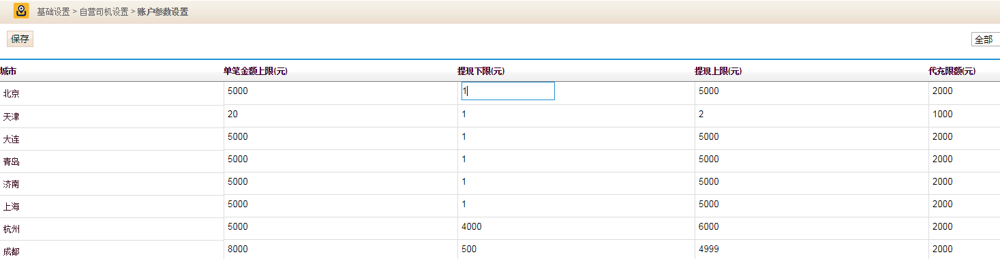 基础设置 > 自营司机设置 > 账户参数设置
保存 全部
城市 单笔金额上限(元) 提现下限(元) 提现上限(元) 代充限额(元)
北京 5000 1 5000 2000
天津 20 1 2 1000
大连 5000 1 5000 2000
青岛 5000 1 5000 2000
济南 5000 1 5000 2000
上海 5000 1 5000 2000
杭州 5000 4000 6000 2000
成都 8000 500 4999 2000